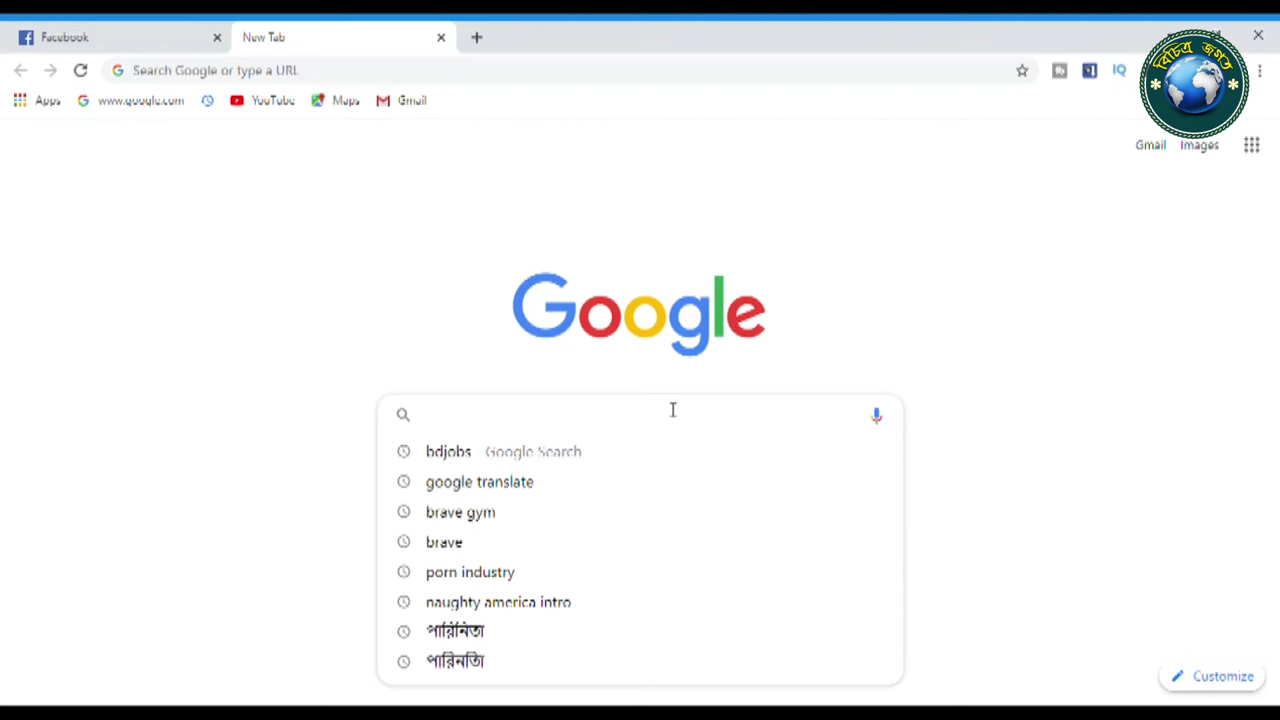 Facebook
New Tab
Search Google or type a URL
IQ
বিচিত্র জগত
Apps
www.google.com
YouTube
Maps
Gmail
Gmail
Images
Google
bdjobs Google Search
google translate
brave gym
brave
porn industry
naughty america intro
Customize